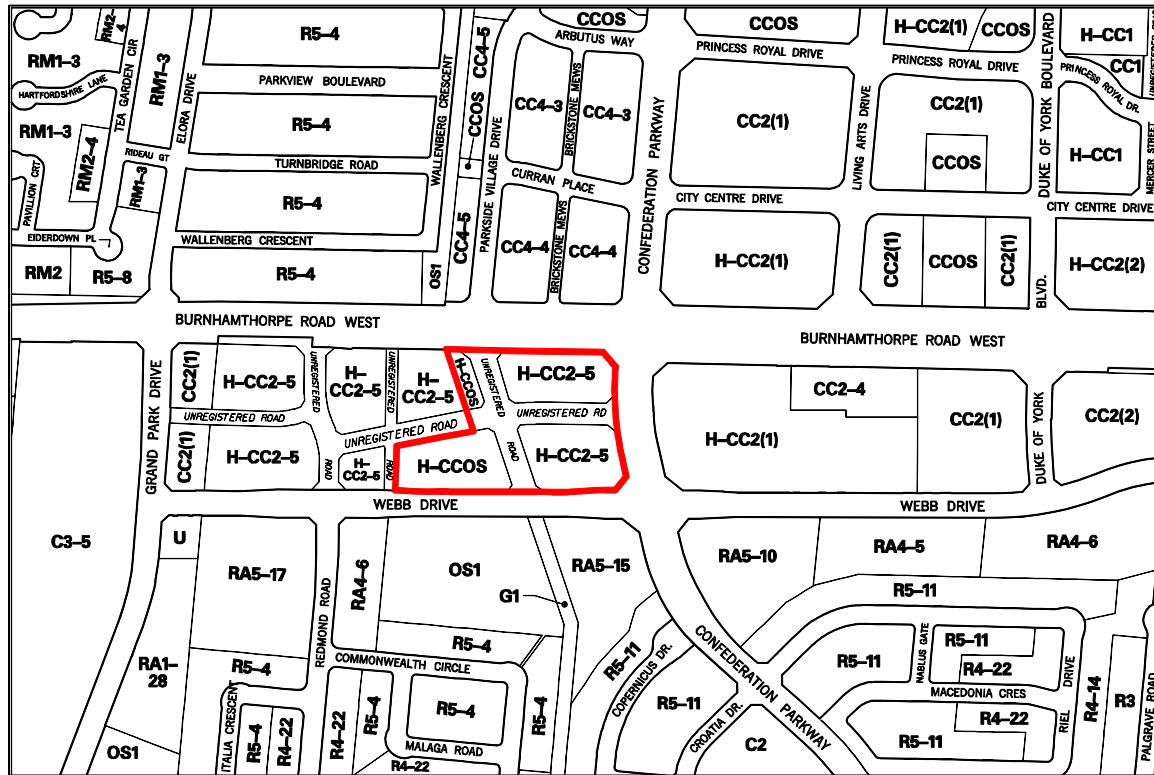 RM2-4
R5-4
CCOS
CC4-5
CCOS
ARBUTUS WAY
CCOS
H-CC2(1)
CCOS
H-CC1
RM1-3
TEA GARDEN CIR
RM1-3
ELORA DRIVE
PARKVIEW BOULEVARD
WALLENBERG CRESCENT
PRINCESS ROYAL DRIVE
PRINCESS ROYAL DRIVE
DUKE OF YORK BOULEVARD
CC1
PRINCESS ROYAL DR.
HARTFORDSHIRE LANE
RM1-3
R5-4
CCOS
PARKSIDE VILLAGE DRIVE
CC4-3
BRICKSTONE MEWS
CC4-3
CONFEDERATION PARKWAY
CC2(1)
LIVING ARTS DRIVE
CC2(1)
CCOS
H-CC1
MERCER STREET
RIDEAU GT
TURNBRIDGE ROAD
CURRAN PLACE
RM2-4
RM1-3
PAVILLION CRT
R5-4
CC4-5
CITY CENTRE DRIVE
CITY CENTRE DRIVE
EIDERDOWN PL
WALLENBERG CRESCENT
CC4-4
BRICKSTONE MEWS
CC4-4
RM2
R5-8
R5-4
OS1
H-CC2(1)
CC2(1)
CCOS
CC2(1)
BLVD.
H-CC2(2)
BURNHAMTHORPE ROAD WEST
BURNHAMTHORPE ROAD WEST
GRAND PARK DRIVE
CC2(1)
H-CC2-5
UNREGISTERED
H-
CC2-5
UNREGISTERED
H-
CC2-5
H-CCOS
UNREGISTERED
H-CC2-5
CC2-4
UNREGISTERED ROAD
UNREGISTERED ROAD
UNREGISTERED RD
CC2(1)
H-CC2-5
ROAD
H-
CC2-5
ROAD
H-CCOS
ROAD
H-CC2-5
H-CC2(1)
CC2(1)
DUKE OF YORK
CC2(2)
WEBB DRIVE
WEBB DRIVE
C3-5
U
RA5-17
REDMOND ROAD
RA4-6
OS1
G1
RA5-15
RA5-10
RA4-5
RA4-6
R5-11
RA1-
28
R5-4
R5-4
COMMONWEALTH CIRCLE
R5-11
COPERNICUS DR.
CONFEDERATION PARKWAY
R5-11
NABLUS GATE
R5-11
R4-22
RIEL
DRIVE
R4-14
R3
PALGRAVE ROAD
ITALIA CRESCENT
R5-4
R4-22
R4-22
R5-4
R5-4
R5-4
R5-11
CROATIA DR.
MACEDONIA CRES
R4-22
OS1
MALAGA ROAD
R4-22
C2
R5-11